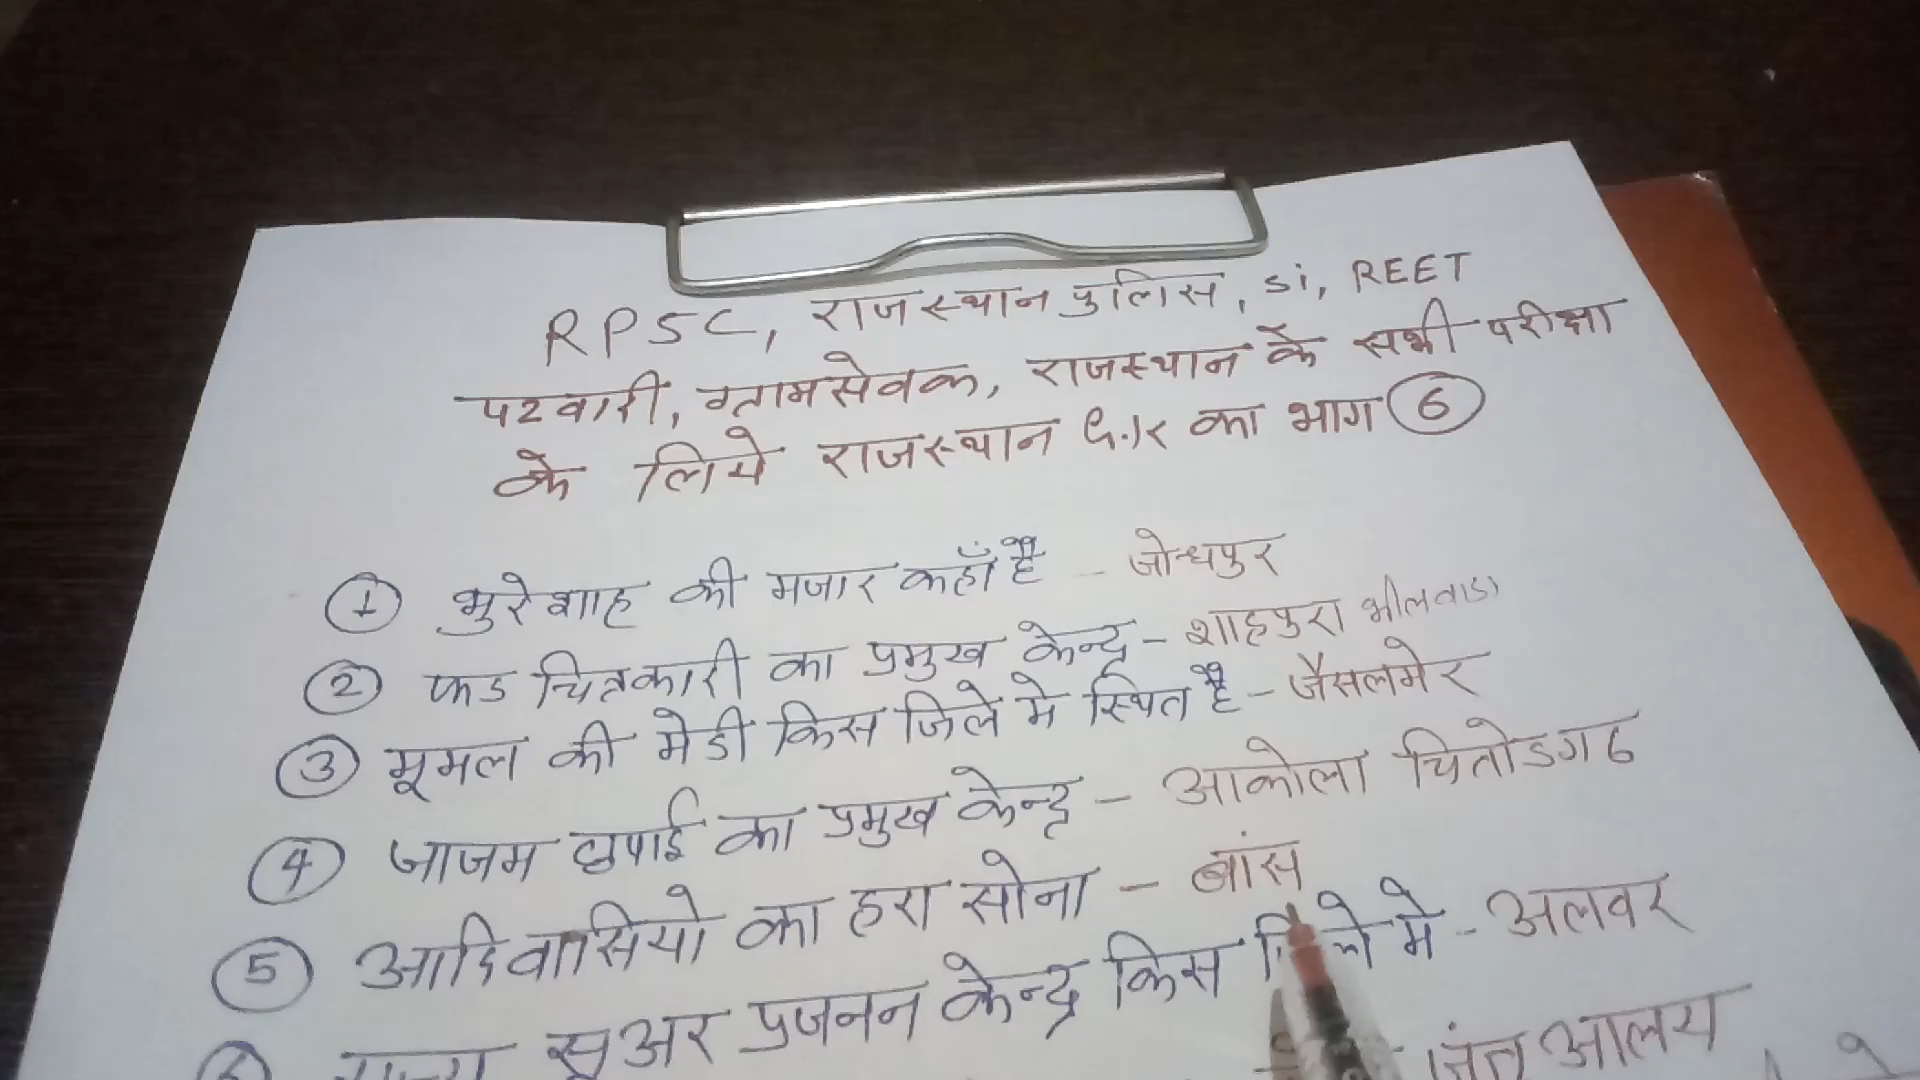 RPSC, राजस्थान पुलिस, si, REET
पटवारी, ग्रामसेवक, राजस्थान के सभी परीक्षा
के लिये राजस्थान G.K का भाग 6
1 भुरेशाह की मजार कहाँ है - जोधपुर
2 फड चित्रकारी का प्रमुख केन्द्र - शाहपुरा भीलवाडा
3 मूमल की मेडी किस जिले मे स्थित है - जैसलमेर
4 जाजम छपाई का प्रमुख केन्द्र - आकोला चितोडगढ
5 आदिवासियो का हरा सोना - बांस
6 सूअर प्रजनन केन्द्र किस जिले मे - अलवर
आलय